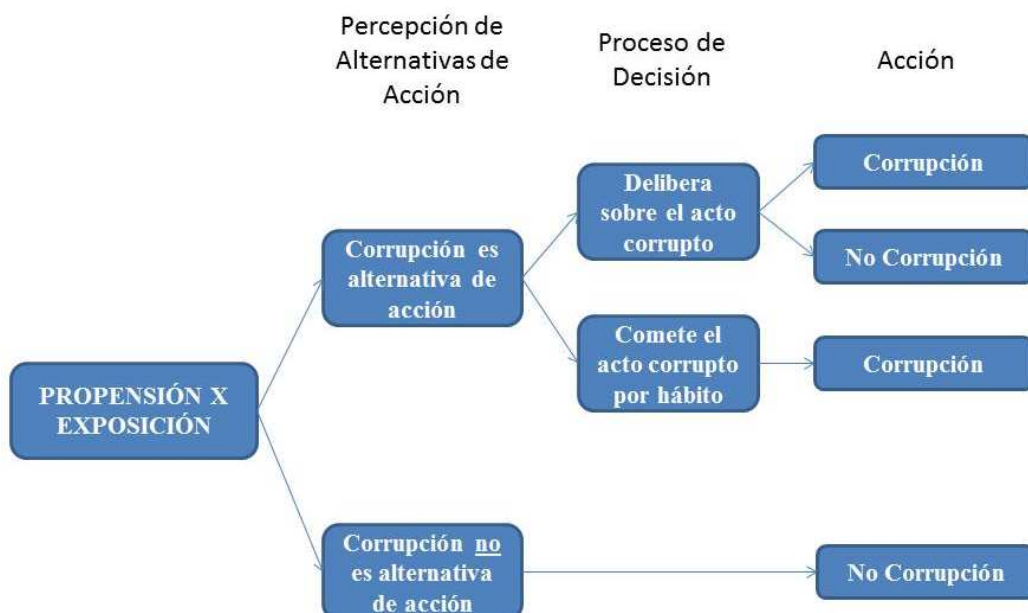 Percepción de
Alternativas de
Acción
Proceso de
Decisión
Acción
Corrupción
Delibera
sobre el acto
corrupto
No Corrupción
Corrupción es
alternativa de
acción
Comete el
acto corrupto
por hábito
Corrupción
PROPENSIÓN X
EXPOSICIÓN
Corrupción no
es alternativa
de acción
No Corrupción